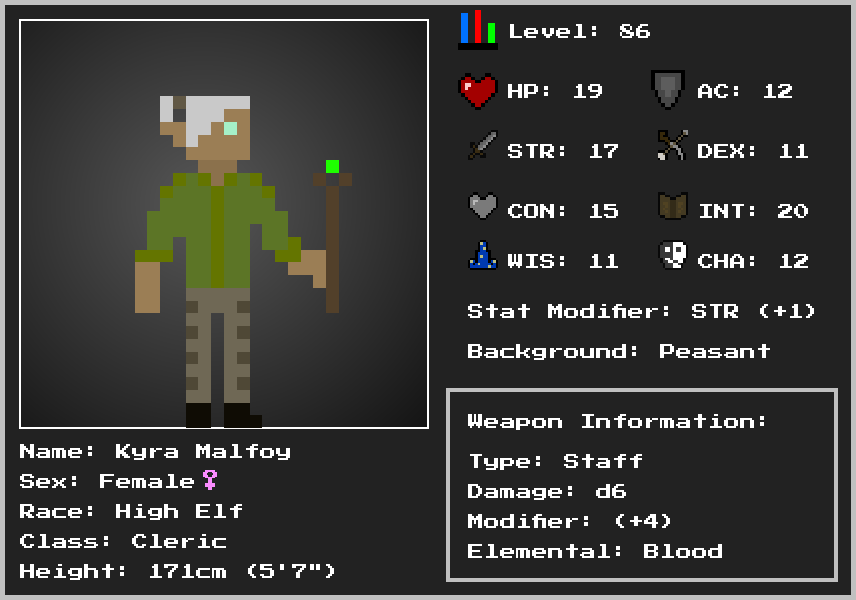 Level: 86
HP: 19
AC: 12
STR: 17
DEX: 11
CON: 15
INT: 20
WIS: 11
CHA: 12
Stat Modifier: STR (+1)
Background: Peasant
Weapon Information:
Type: Staff
Damage: d6
Modifier: (+4)
Elemental: Blood
Name: Kyra Malfoy
Sex: Female♀
Race: High Elf
Class: Cleric
Height: 171cm (5'7")